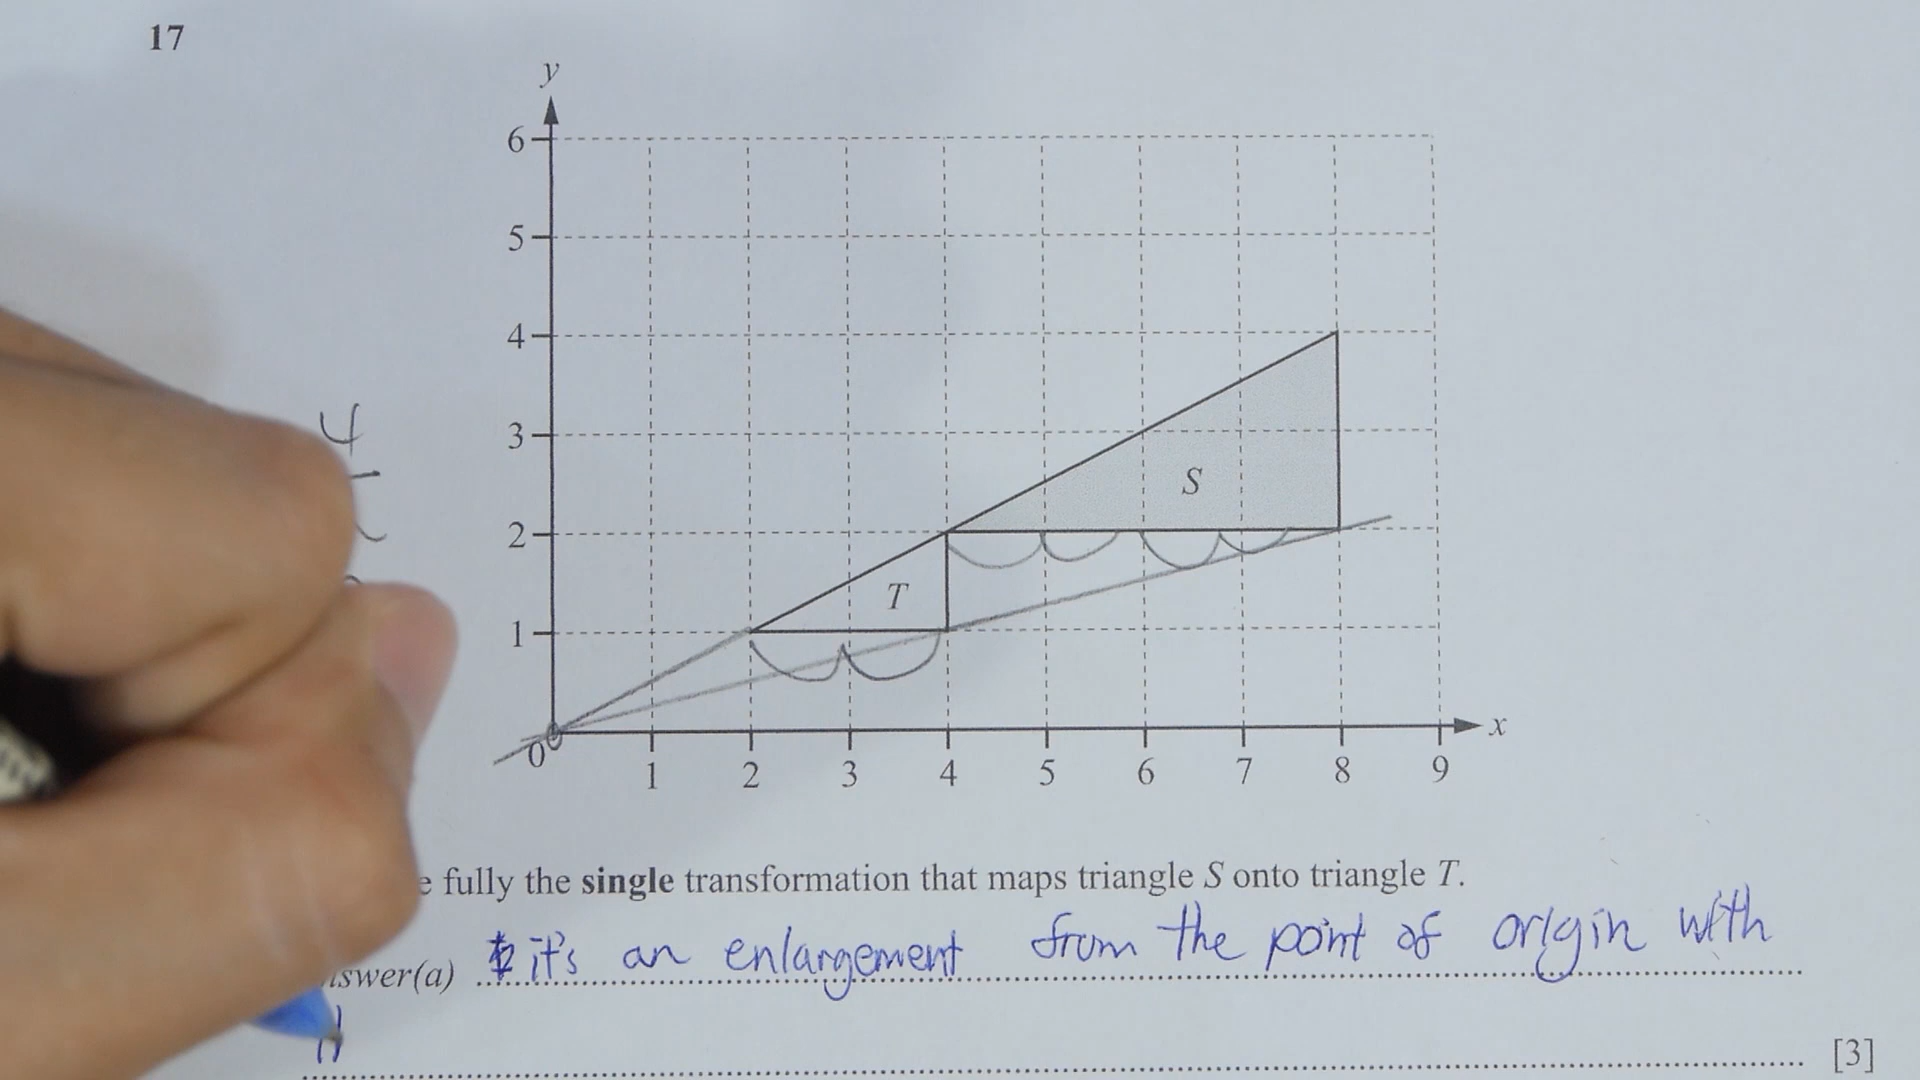 17
y
6
5
4
3
2
1
0
1 2 3 4 5 6 7 8 9
x
S
T
4
fully the single transformation that maps triangle S onto triangle T.
it's an enlargement from the point of origin with
[3]